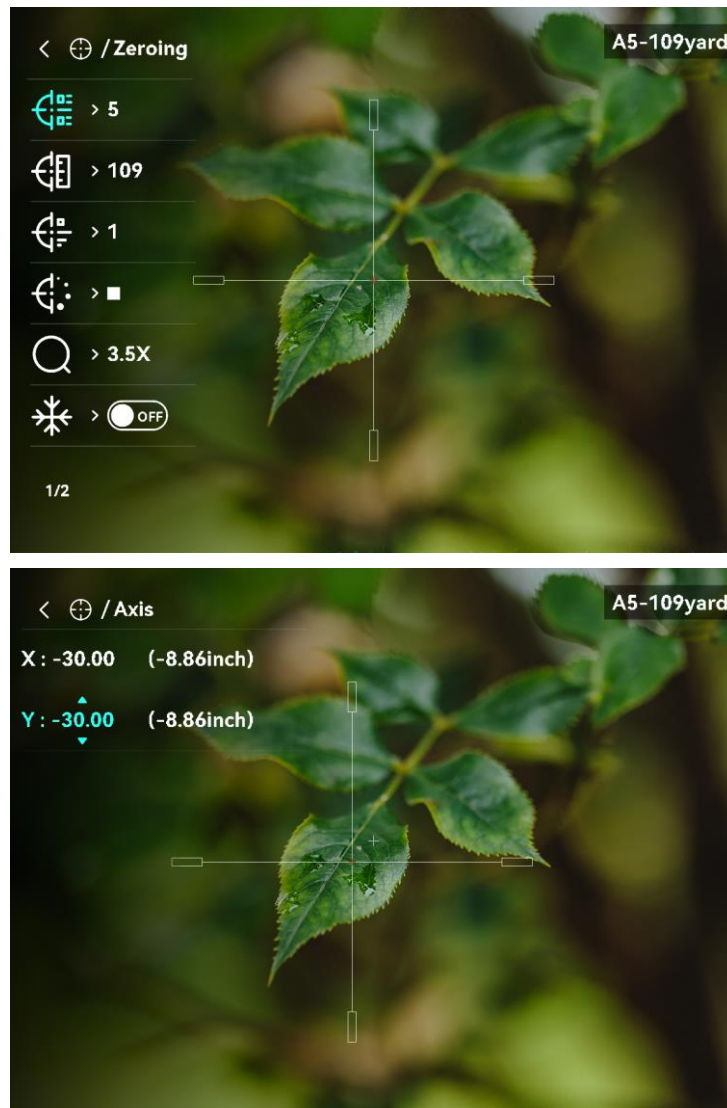 / Zeroing
A5-109yard
> 5
> 109
> 1
>
> 3.5X
> OFF
1/2
/ Axis
A5-109yard
X : -30.00 (-8.86inch)
Y : -30.00 (-8.86inch)